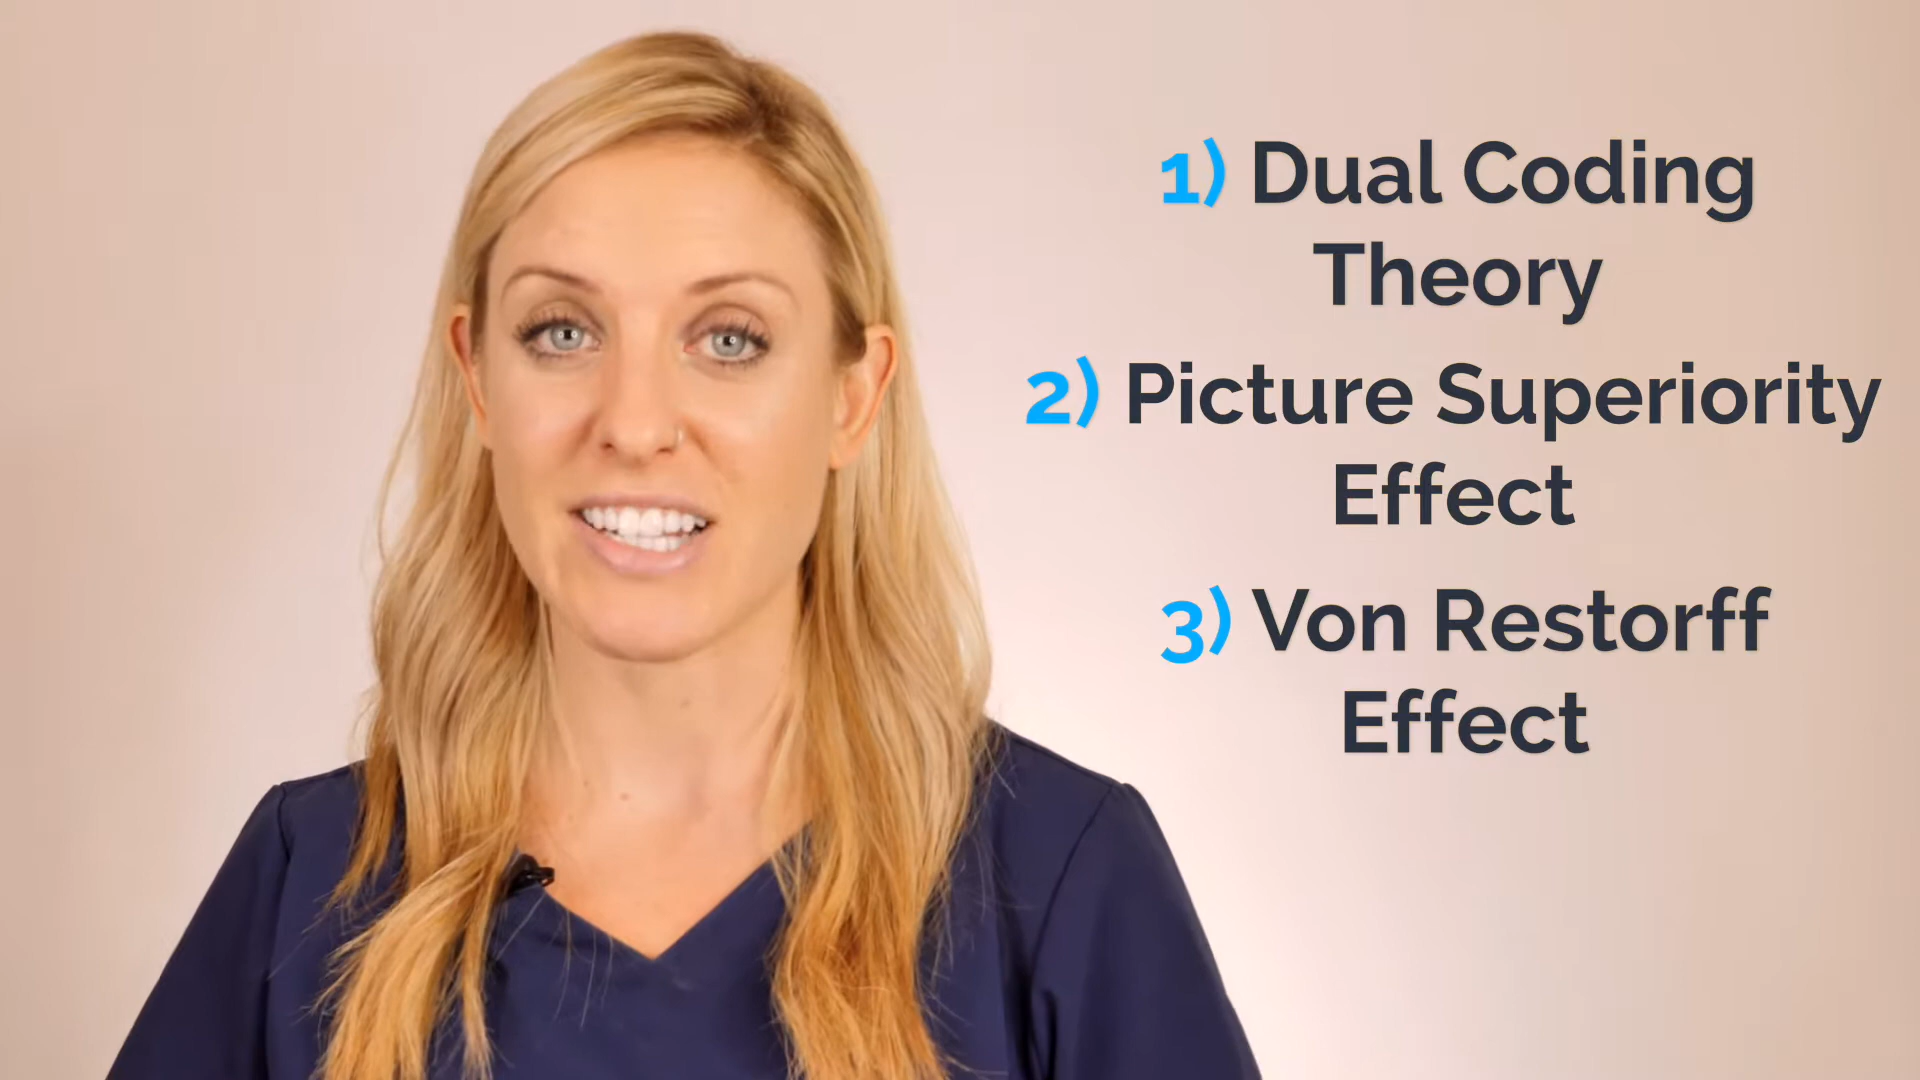 1) Dual Coding
Theory
2) Picture Superiority
Effect
3) Von Restorff
Effect